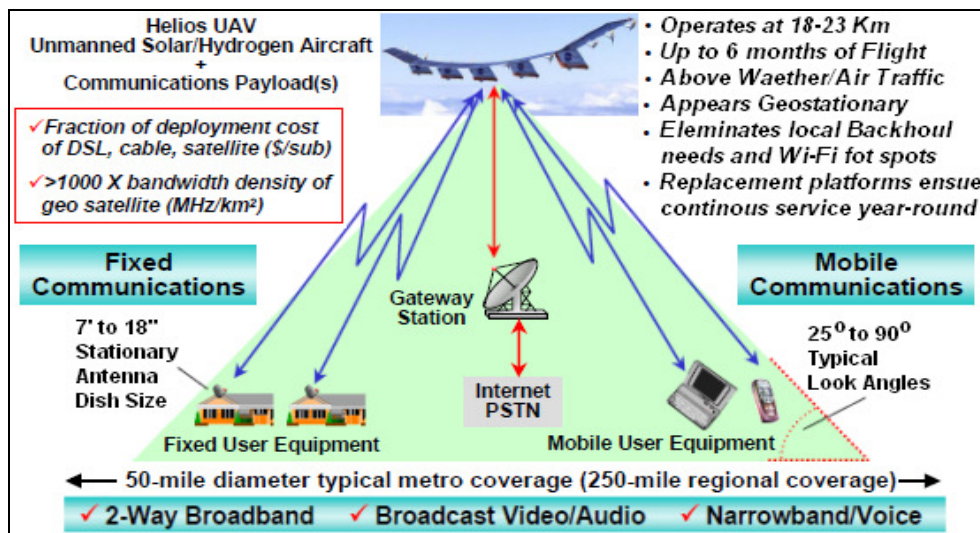 Helios UAV
Unmanned Solar/Hydrogen Aircraft
+
Communications Payload(s)
✓Fraction of deployment cost
of DSL, cable, satellite ($/sub)
✓>1000 X bandwidth density of
geo satellite (MHz/km²)
• Operates at 18-23 Km
• Up to 6 months of Flight
• Above Waether/Air Traffic
• Appears Geostationary
• Eleminates local Backhoul
needs and Wi-Fi fot spots
• Replacement platforms ensue
continous service year-round
Fixed
Communications
7' to 18"
Stationary
Antenna
Dish Size
Fixed User Equipment
Gateway
Station
Internet
PSTN
Mobile
Communications
25⁰ to 90⁰
Typical
Look Angles
Mobile User Equipment
50-mile diameter typical metro coverage (250-mile regional coverage)
✓ 2-Way Broadband ✓ Broadcast Video/Audio ✓ Narrowband/Voice